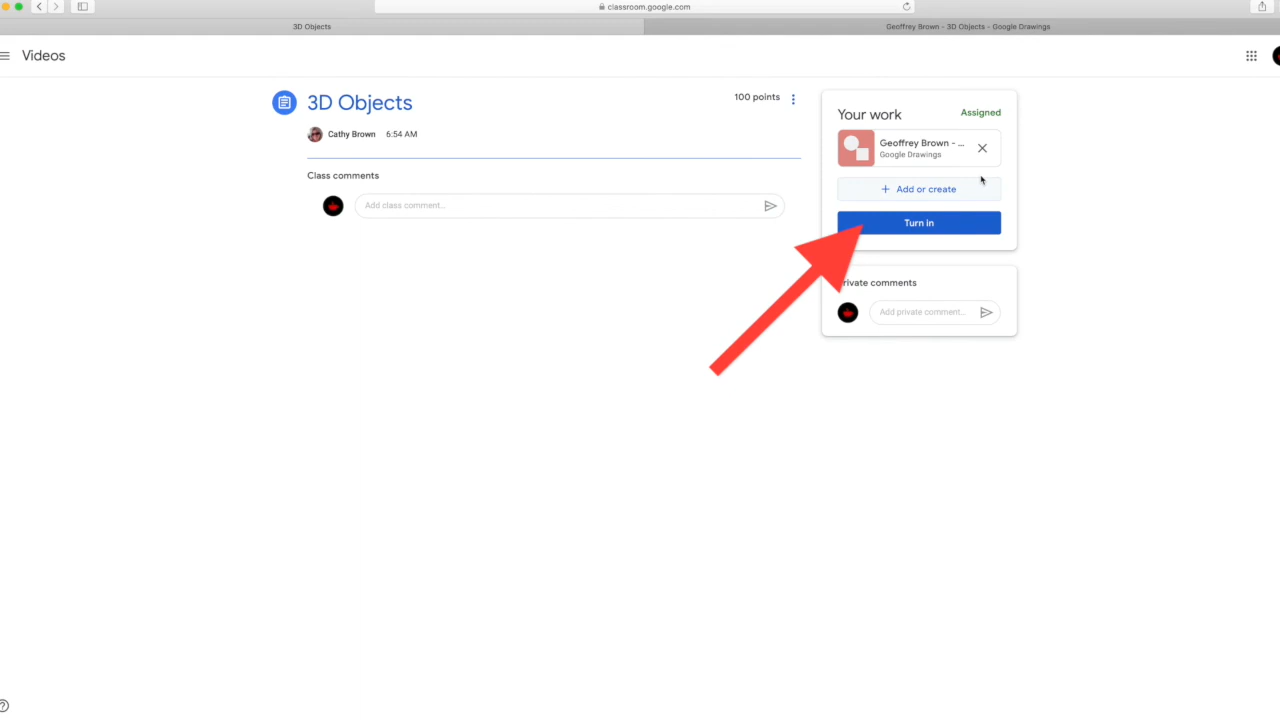 classroom.google.com
3D Objects
Geoffrey Brown - 3D Objects - Google Drawings
Videos
3D Objects
100 points
Cathy Brown 6:54 AM
Class comments
Add class comment...
Your work
Assigned
Geoffrey Brown - ...
Google Drawings
+ Add or create
Turn in
rivate comments
Add private comment...